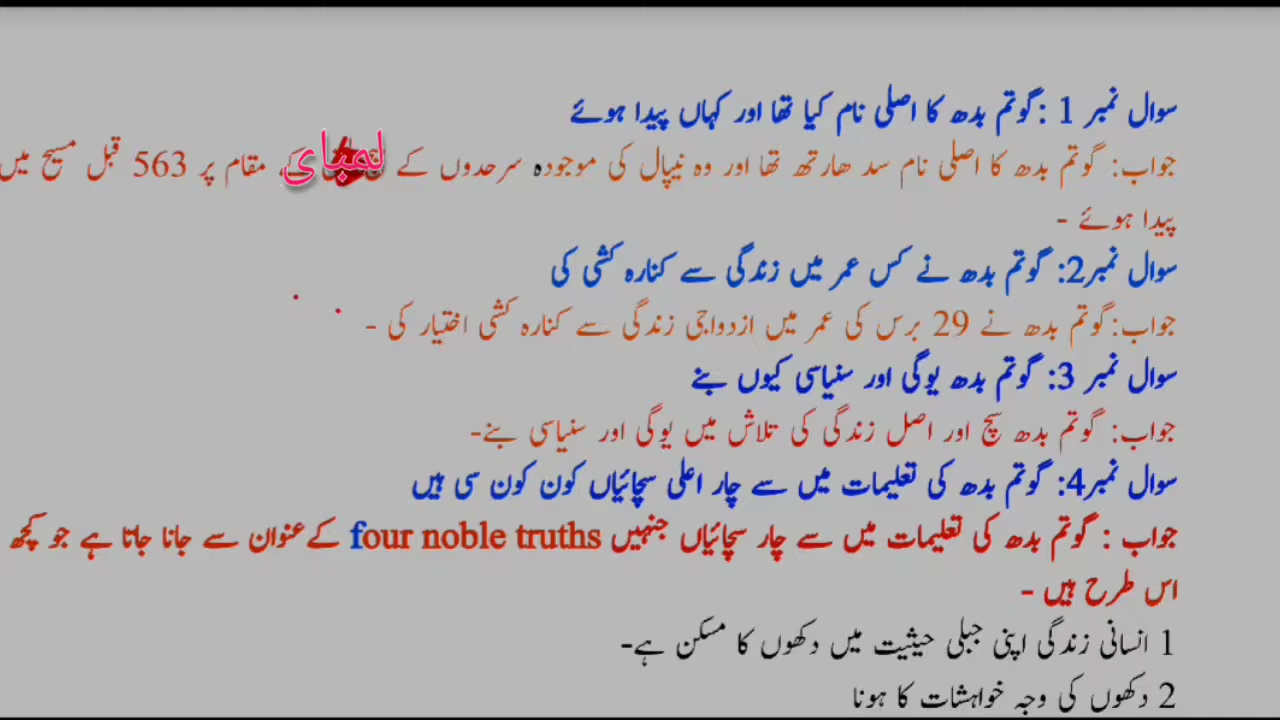 سوال نمبر 1 :گوتم بدھ کا اصلی نام کیا تھا اور کہاں پیدا ہوئے
جواب: گوتم بدھ کا اصلی نام سد ھارتھ تھا اور وہ نیپال کی موجودہ سرحدوں کے لمبای کے مقام پر 563 قبل مسیح میں
پیدا ہوئے -
سوال نمبر2: گوتم بدھ نے کس عمر میں زندگی سے کنارہ کشی کی
جواب:گوتم بدھ نے 29 برس کی عمر میں ازدواجی زندگی سے کنارہ کشی اختیار کی -
سوال نمبر 3: گوتم بدھ یوگی اور سنیاسی کیوں بنے
جواب: گوتم بدھ سچ اور اصل زندگی کی تلاش میں یوگی اور سنیاسی بنے-
سوال نمبر4: گوتم بدھ کی تعلیمات میں سے چار اعلی سچائیاں کون کون سی ہیں
جواب : گوتم بدھ کی تعلیمات میں سے چار سچائیاں جنہیں four noble truths کے عنوان سے جانا جاتا ہے جو کچھ
اس طرح ہیں -
1 انسانی زندگی اپنی جبلی حیثیت میں دکھوں کا مسکن ہے-
2 دکھوں کی وجہ خواہشات کا ہونا